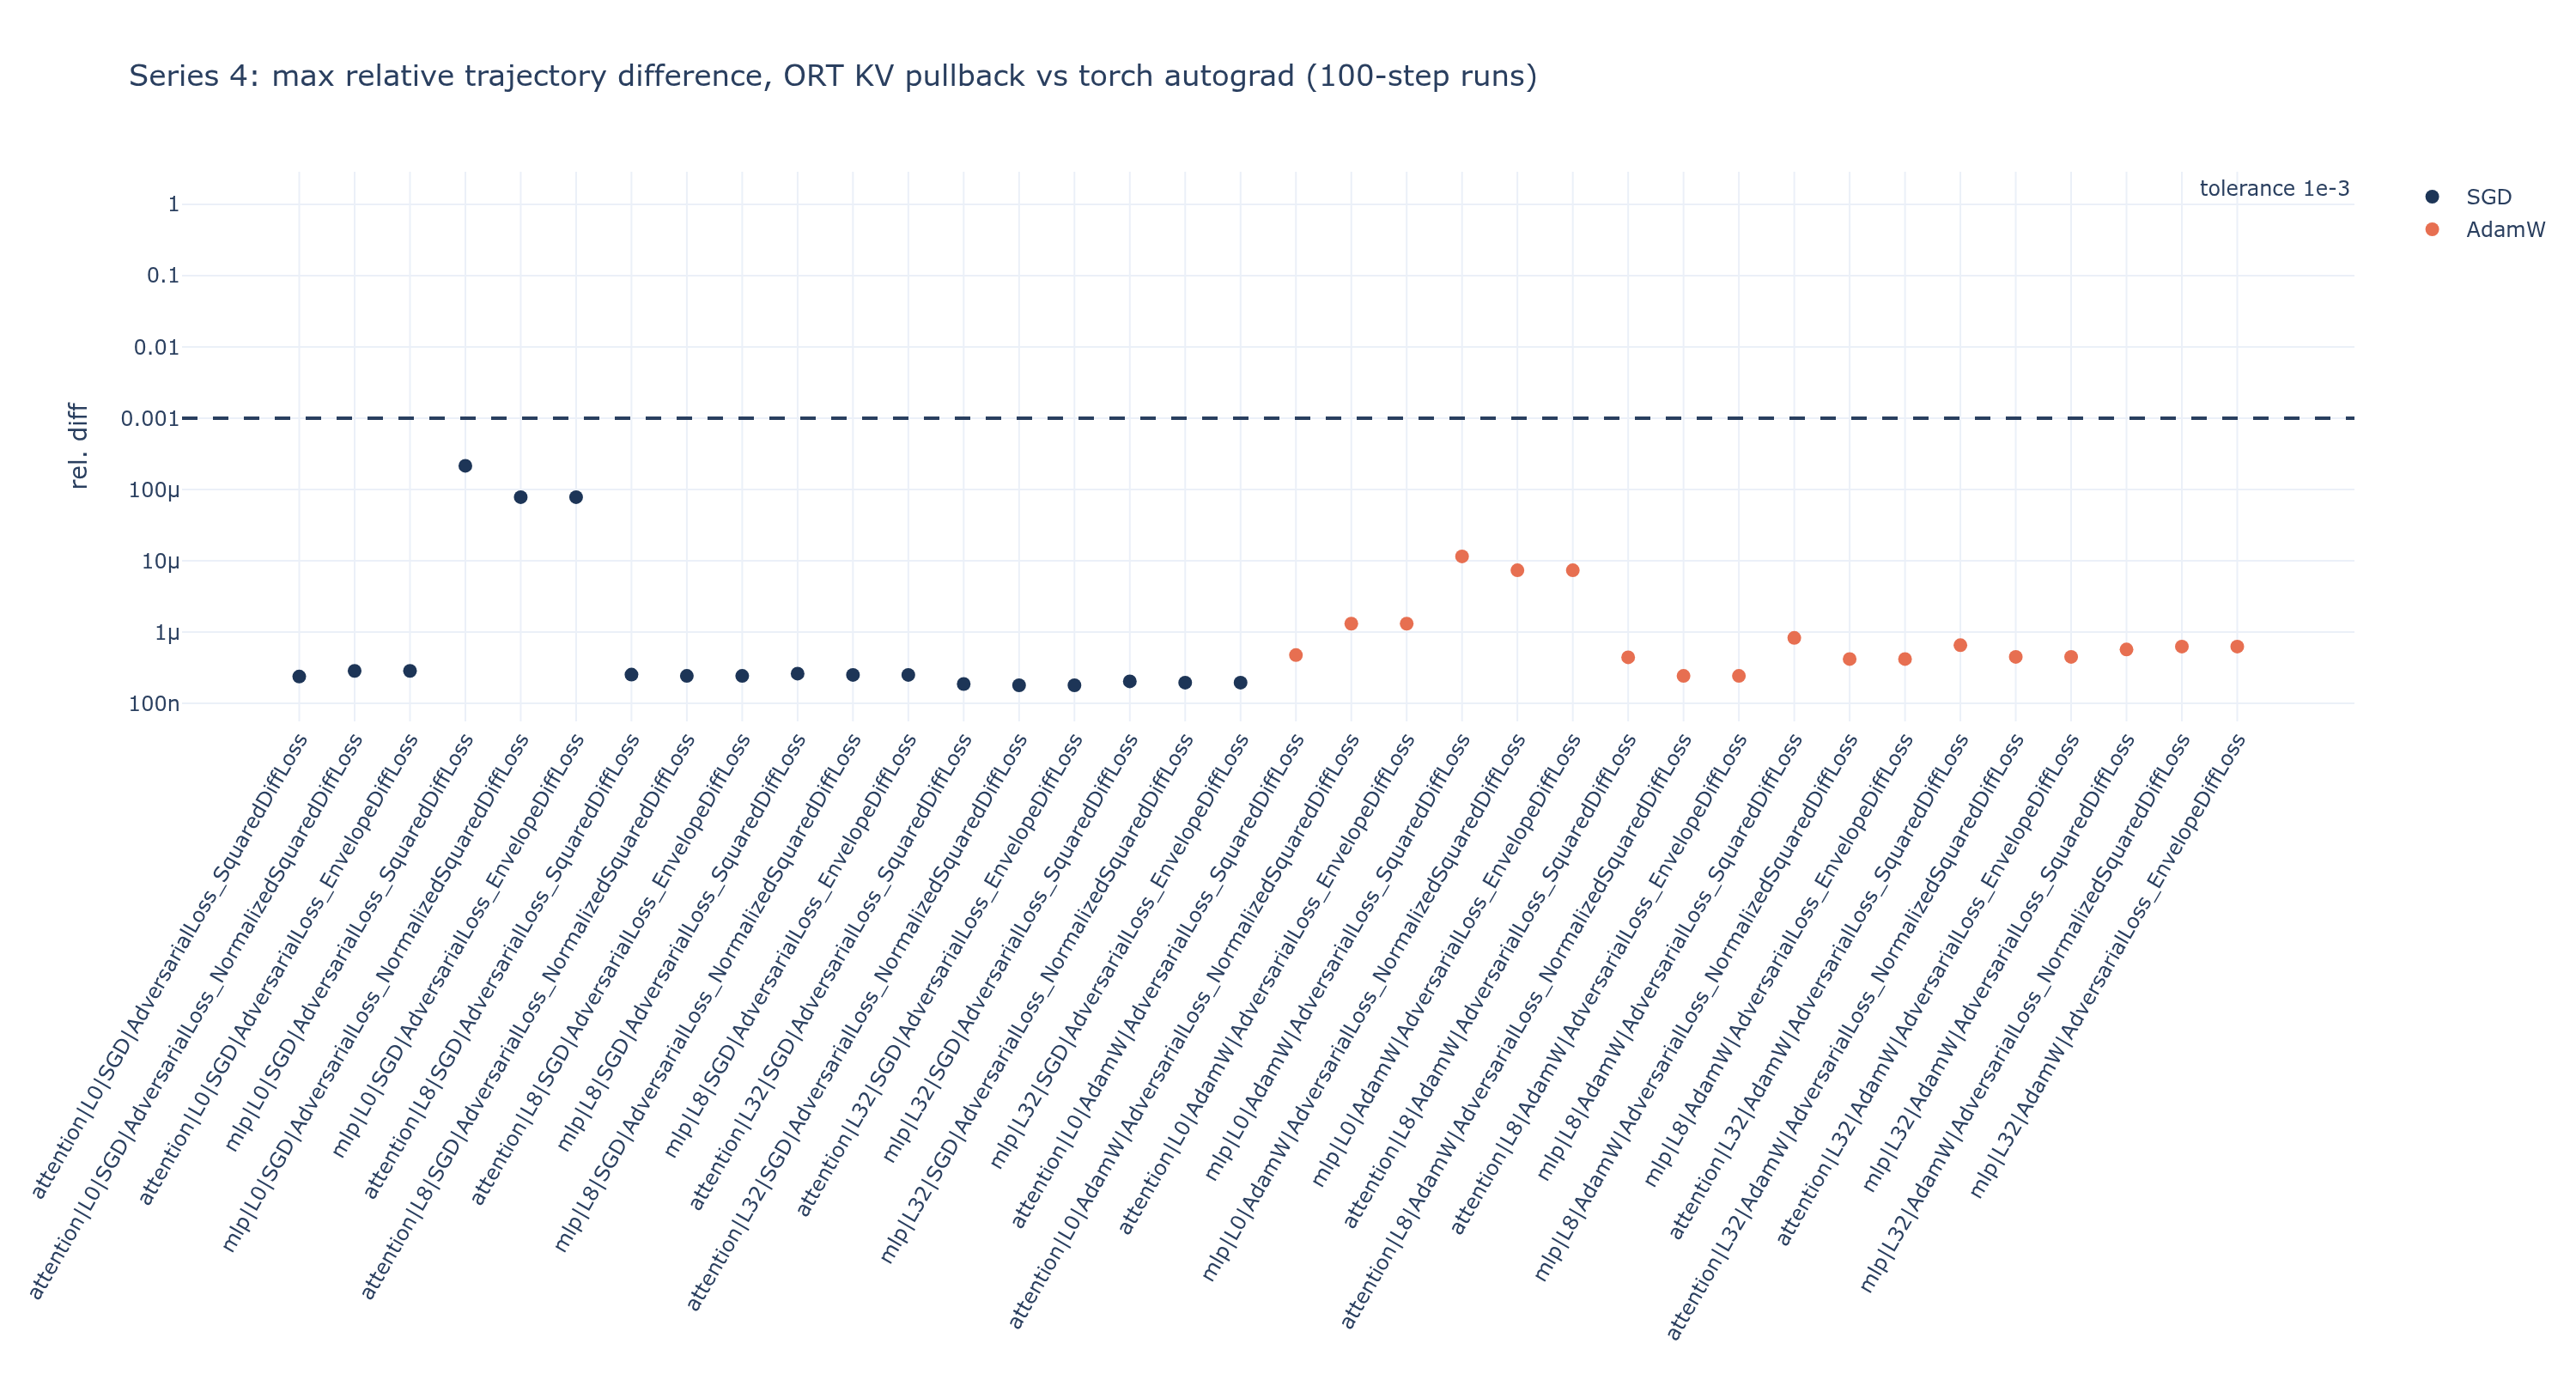 Series 4: max relative trajectory difference, ORT KV pullback vs torch autograd (100-step runs)
tolerance 1e-3
SGD
AdamW
rel. diff
1
0.1
0.01
0.001
100μ
10μ
1μ
100n
attention|L0|SGD|AdversarialLoss_SquaredDiffLoss
attention|L0|SGD|AdversarialLoss_NormalizedSquaredDiffLoss
attention|L0|SGD|AdversarialLoss_EnvelopeDiffLoss
mlp|L0|SGD|AdversarialLoss_SquaredDiffLoss
mlp|L0|SGD|AdversarialLoss_NormalizedSquaredDiffLoss
mlp|L0|SGD|AdversarialLoss_EnvelopeDiffLoss
attention|L8|SGD|AdversarialLoss_SquaredDiffLoss
attention|L8|SGD|AdversarialLoss_NormalizedSquaredDiffLoss
attention|L8|SGD|AdversarialLoss_EnvelopeDiffLoss
mlp|L8|SGD|AdversarialLoss_SquaredDiffLoss
mlp|L8|SGD|AdversarialLoss_NormalizedSquaredDiffLoss
mlp|L8|SGD|AdversarialLoss_EnvelopeDiffLoss
attention|L32|SGD|AdversarialLoss_SquaredDiffLoss
attention|L32|SGD|AdversarialLoss_NormalizedSquaredDiffLoss
attention|L32|SGD|AdversarialLoss_EnvelopeDiffLoss
mlp|L32|SGD|AdversarialLoss_SquaredDiffLoss
mlp|L32|SGD|AdversarialLoss_NormalizedSquaredDiffLoss
mlp|L32|SGD|AdversarialLoss_EnvelopeDiffLoss
attention|L0|AdamW|AdversarialLoss_SquaredDiffLoss
attention|L0|AdamW|AdversarialLoss_NormalizedSquaredDiffLoss
attention|L0|AdamW|AdversarialLoss_EnvelopeDiffLoss
mlp|L0|AdamW|AdversarialLoss_SquaredDiffLoss
mlp|L0|AdamW|AdversarialLoss_NormalizedSquaredDiffLoss
mlp|L0|AdamW|AdversarialLoss_EnvelopeDiffLoss
attention|L8|AdamW|AdversarialLoss_SquaredDiffLoss
attention|L8|AdamW|AdversarialLoss_NormalizedSquaredDiffLoss
attention|L8|AdamW|AdversarialLoss_EnvelopeDiffLoss
mlp|L8|AdamW|AdversarialLoss_SquaredDiffLoss
mlp|L8|AdamW|AdversarialLoss_NormalizedSquaredDiffLoss
mlp|L8|AdamW|AdversarialLoss_EnvelopeDiffLoss
attention|L32|AdamW|AdversarialLoss_SquaredDiffLoss
attention|L32|AdamW|AdversarialLoss_NormalizedSquaredDiffLoss
attention|L32|AdamW|AdversarialLoss_EnvelopeDiffLoss
mlp|L32|AdamW|AdversarialLoss_SquaredDiffLoss
mlp|L32|AdamW|AdversarialLoss_NormalizedSquaredDiffLoss
mlp|L32|AdamW|AdversarialLoss_EnvelopeDiffLoss